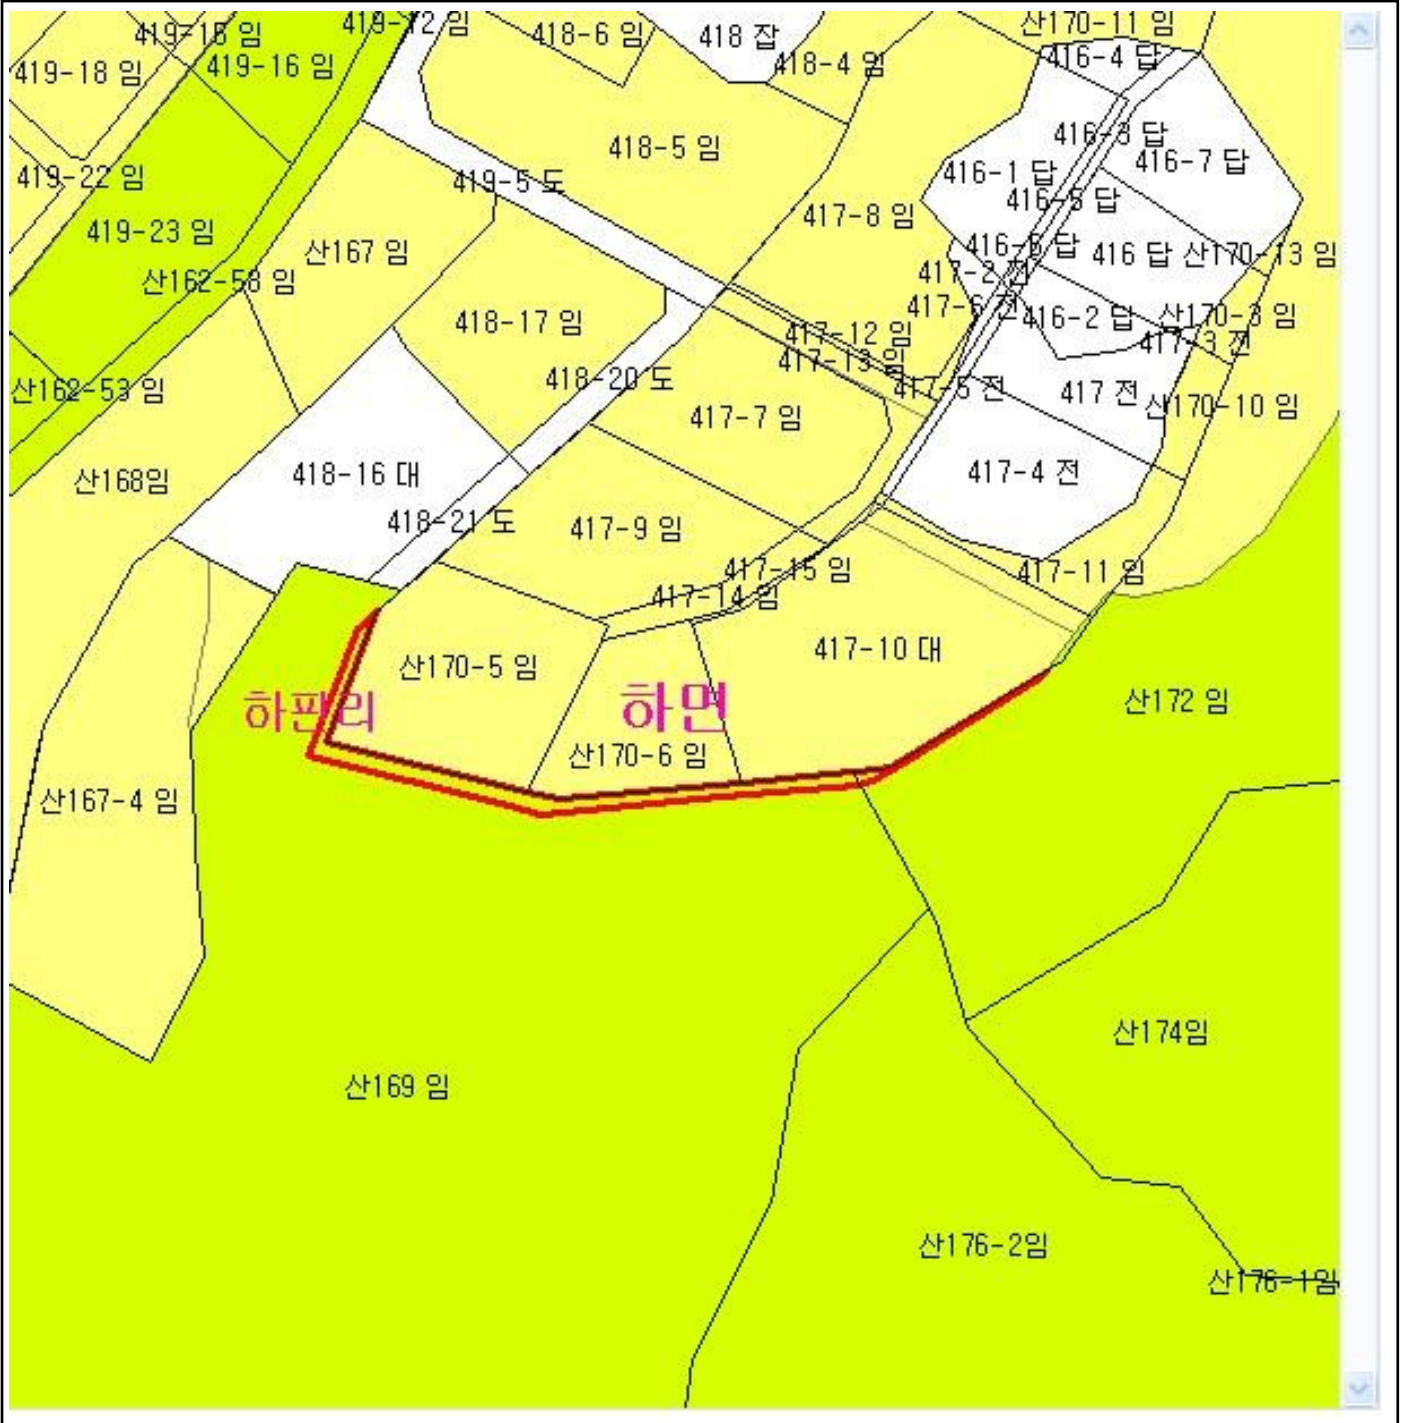 419-15 임
419-12 임
418-6 임
418 잡
산170-11 임
419-18 임
419-16 임
418-4 임
416-4 답
418-5 임
416-3 답
416-7 답
419-22 임
419-5 도
416-1 답
416-5 답
419-23 임
417-8 임
산167 임
416-6 답
416 답
산170-13 임
산162-58 임
417-2 전
417-6 전
418-17 임
417-12 임
416-2 답
산170-3 임
417-13 임
417-3 전
산162-53 임
418-20 도
417-5 전
417 전
산170-10 임
417-7 임
산168임
418-16 대
417-4 전
418-21 도
417-9 임
417-15 임
417-11 임
417-14 임
산170-5 임
417-10 대
하판리
하면
산172 임
산170-6 임
산167-4 임
산174임
산169 임
산176-2임
산176-1임